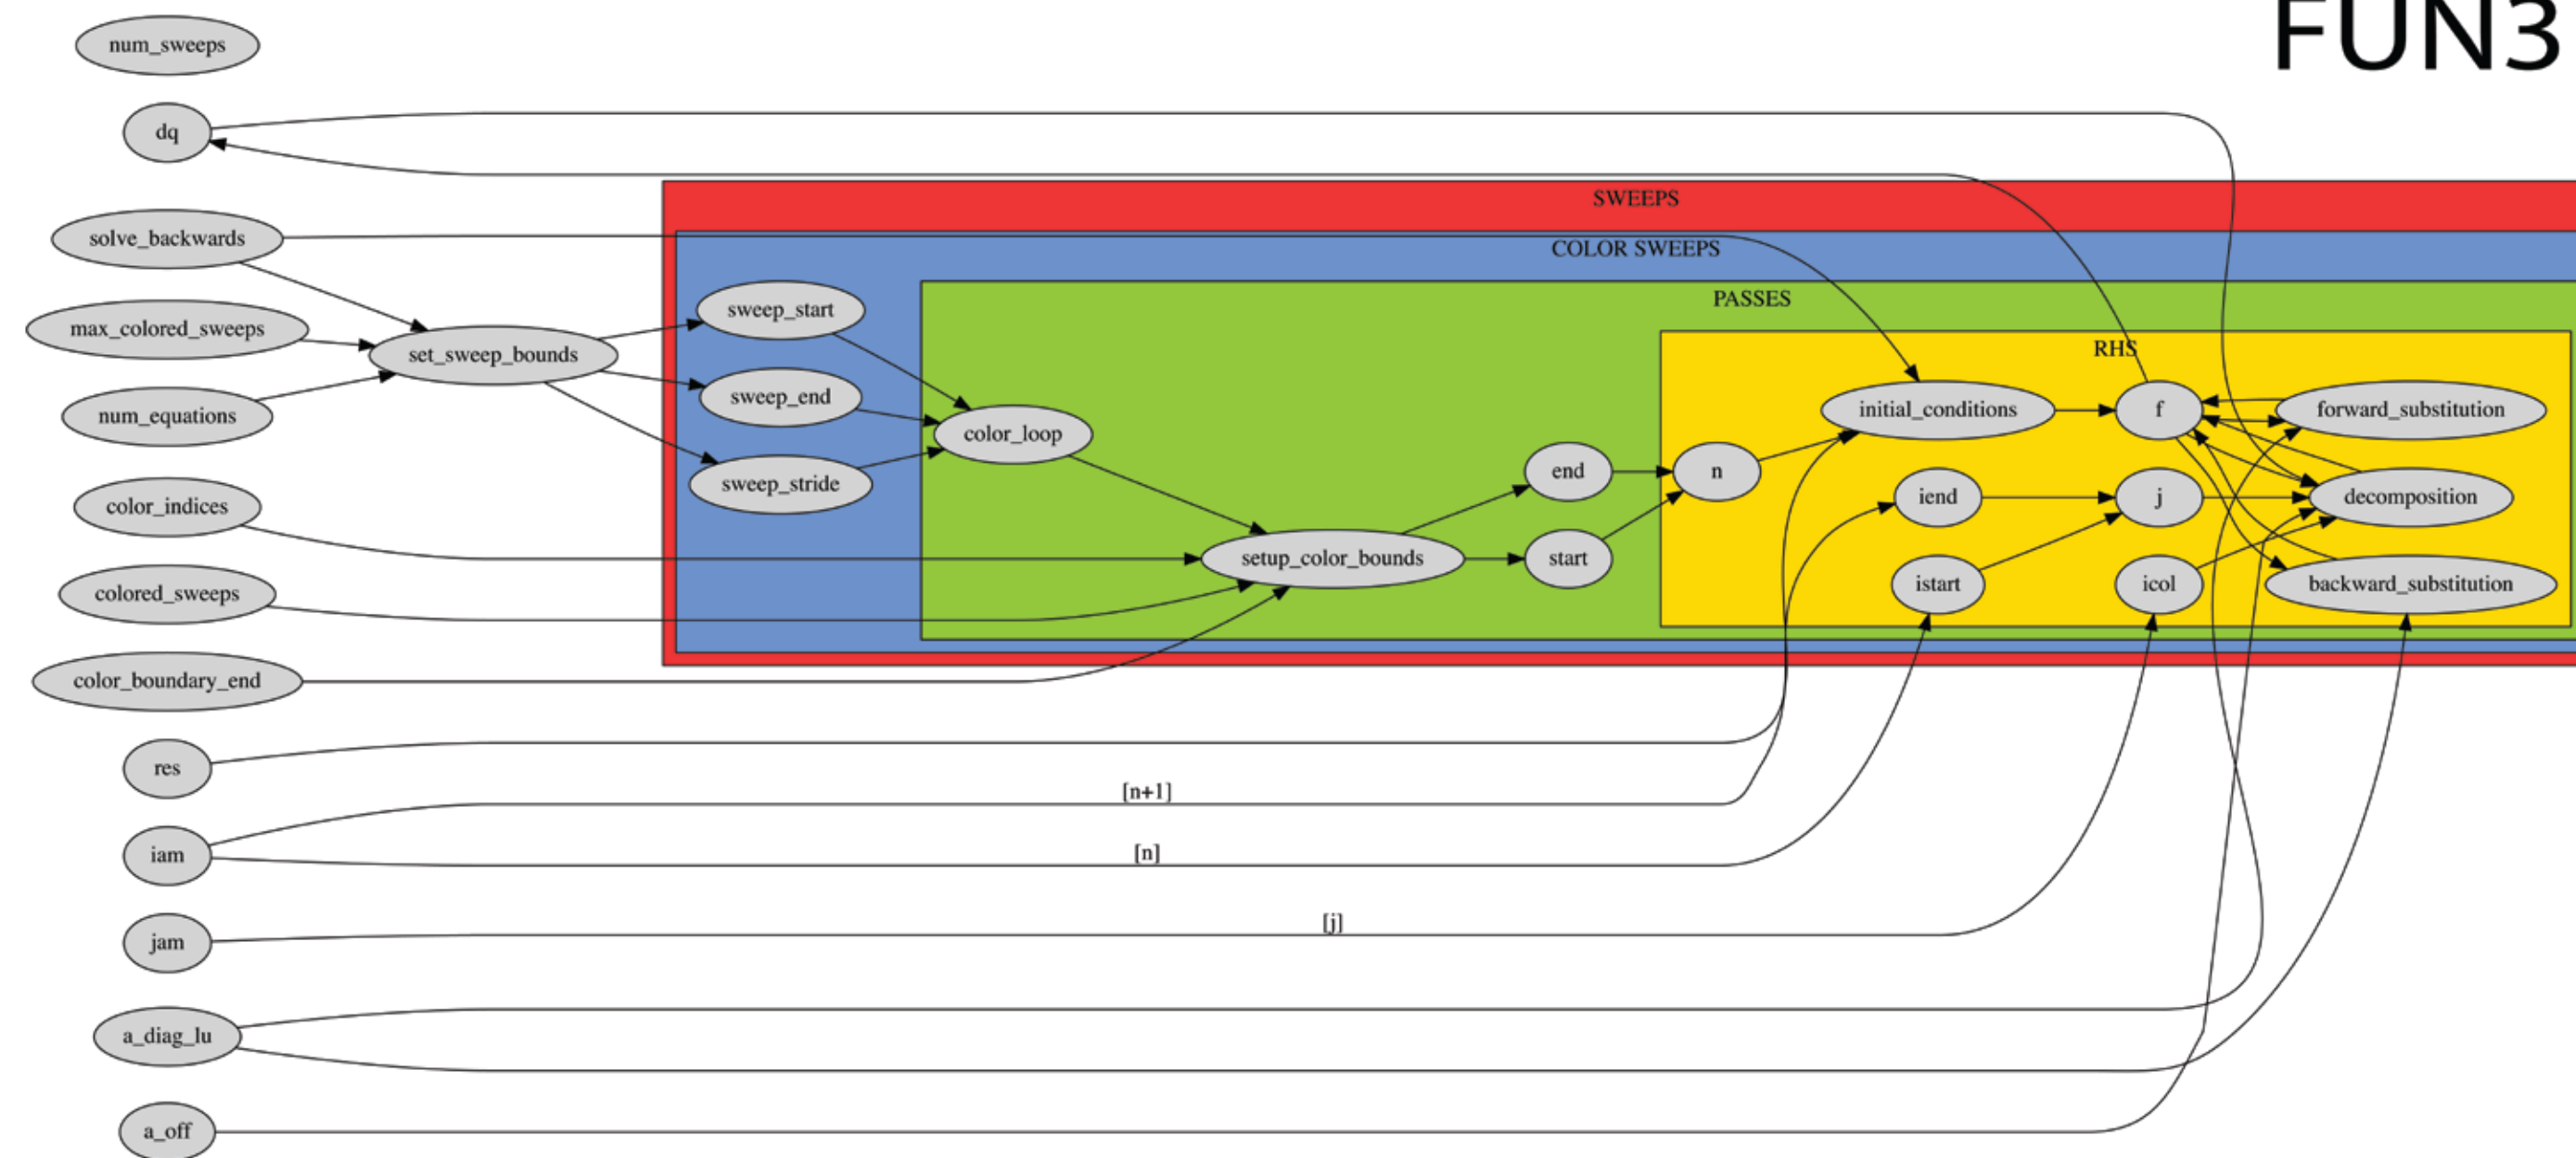 FUN3
num_sweeps
dq
solve_backwards
max_colored_sweeps
num_equations
color_indices
colored_sweeps
color_boundary_end
res
iam
jam
a_diag_lu
a_off
set_sweep_bounds
SWEEPS
COLOR SWEEPS
sweep_start
sweep_end
sweep_stride
PASSES
color_loop
setup_color_bounds
end
start
RHS
n
initial_conditions
iend
istart
f
j
icol
forward_substitution
decomposition
backward_substitution
[n+1]
[n]
[j]